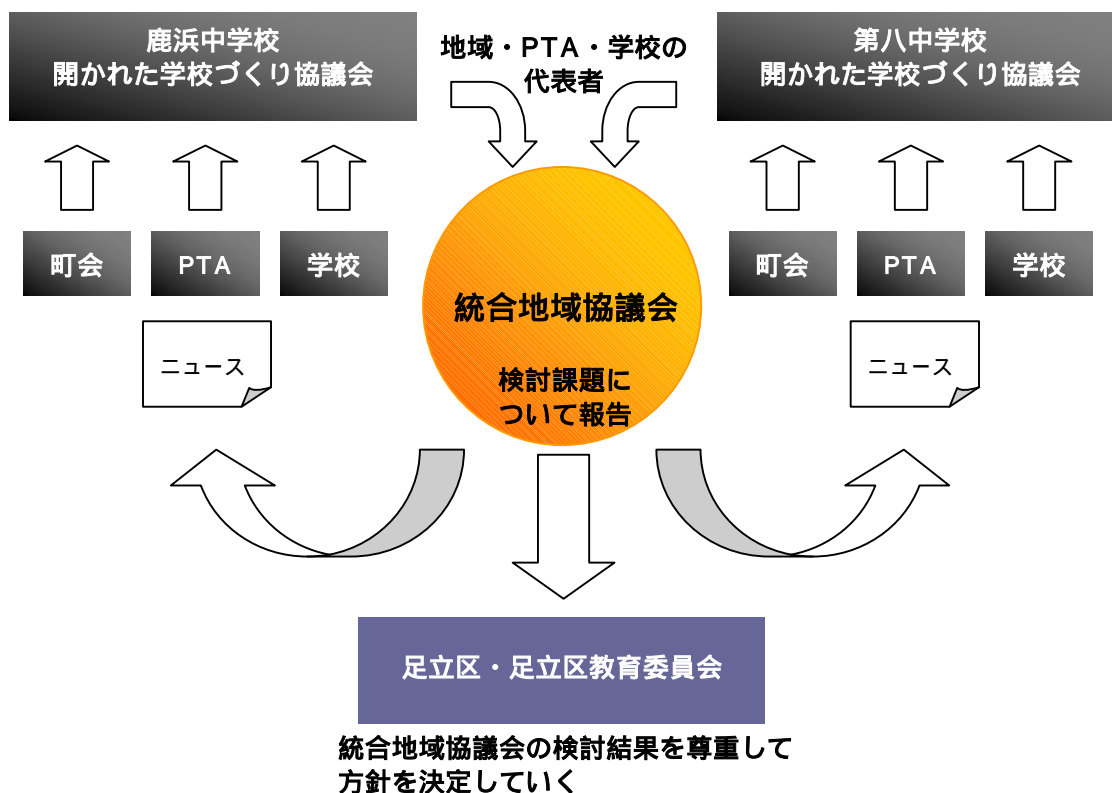 鹿浜中学校
開かれた学校づくり協議会
地域・PTA・学校の
代表者
第八中学校
開かれた学校づくり協議会
町会
PTA
学校
町会
PTA
学校
ニュース
統合地域協議会
検討課題に
ついて報告
ニュース
足立区・足立区教育委員会
統合地域協議会の検討結果を尊重して
方針を決定していく